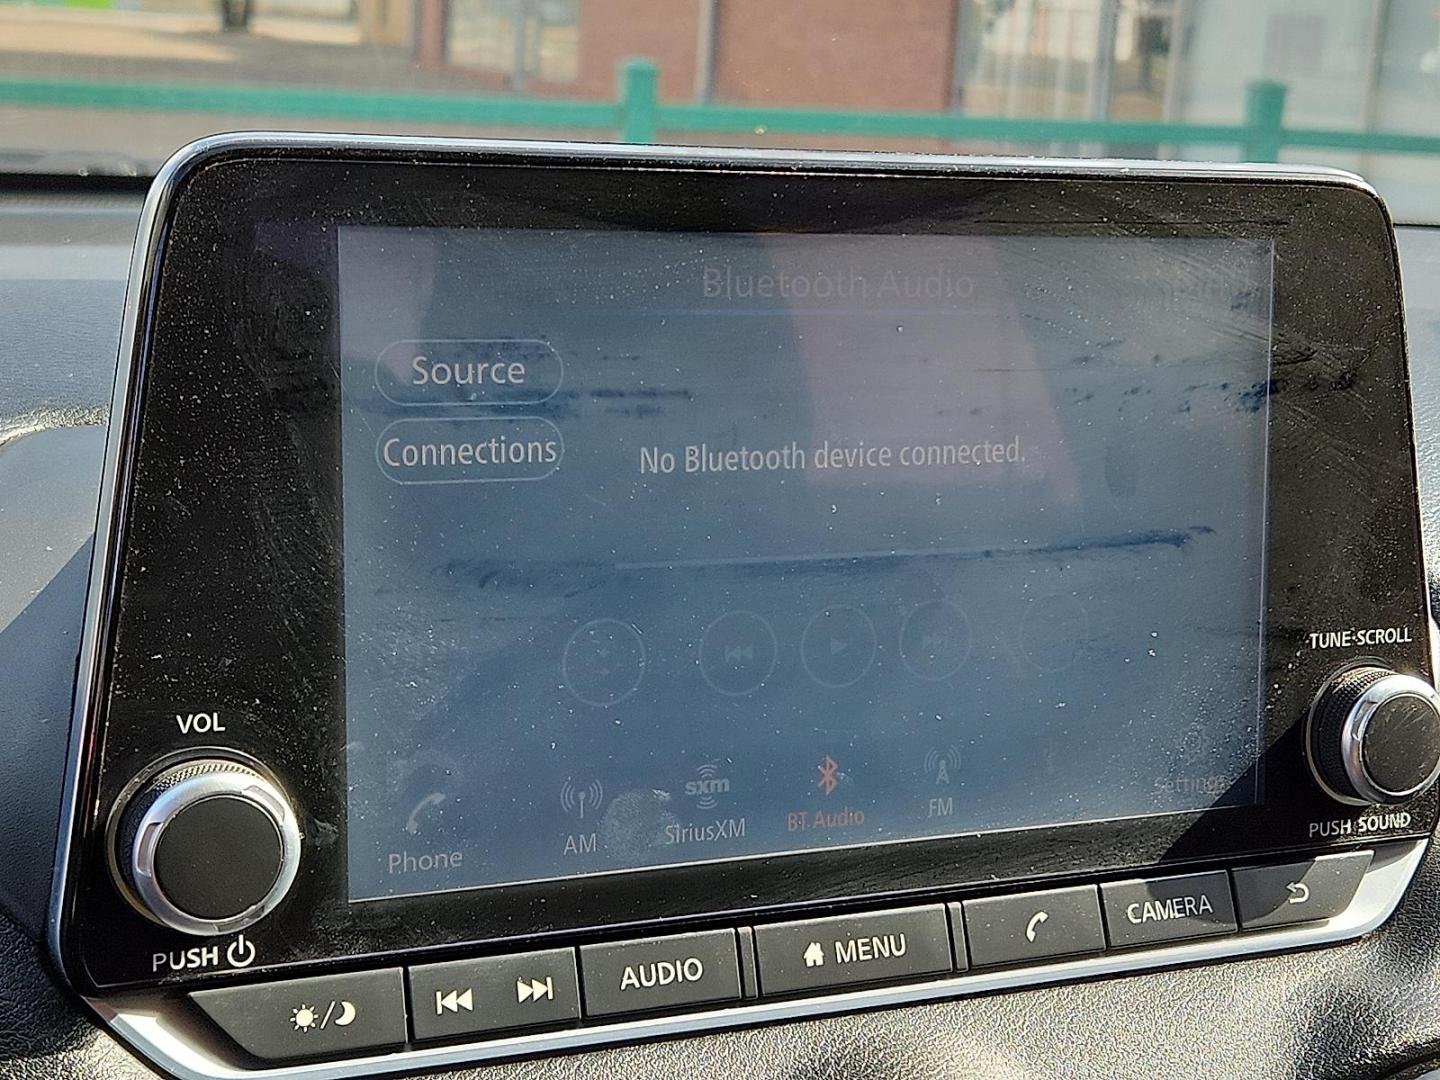 Bluetooth Audio
Source
Connections
No Bluetooth device connected.
TUNE·SCROLL
VOL
Phone
AM
sxm
SiriusXM
BT Audio
FM
Settings
PUSH SOUND
PUSH
AUDIO
MENU
CAMERA